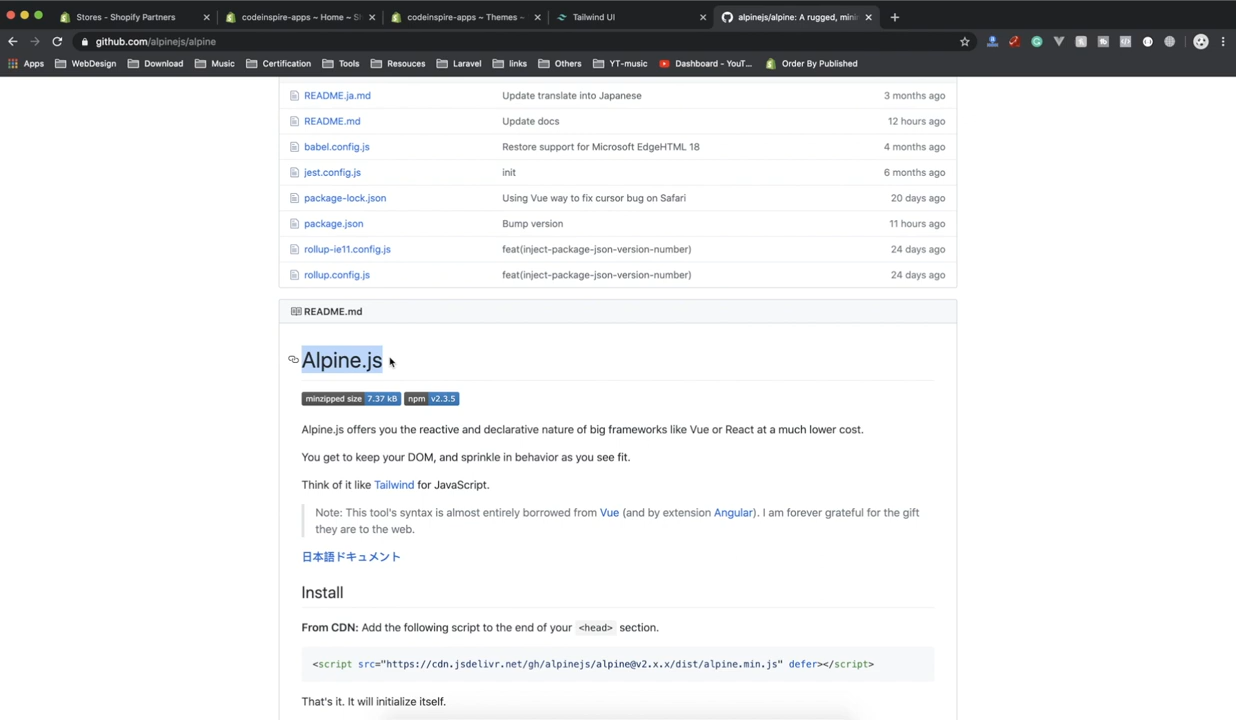 Stores - Shopify Partners
codeinspire-apps ~ Home ~ S
codeinspire-apps ~ Themes ~
Tailwind UI
alpinejs/alpine: A rugged, mini
github.com/alpinejs/alpine
Apps
WebDesign
Download
Music
Certification
Tools
Resouces
Laravel
links
Others
YT-music
Dashboard - YouT...
Order By Published
README.ja.md Update translate into Japanese 3 months ago
README.md Update docs 12 hours ago
babel.config.js Restore support for Microsoft EdgeHTML 18 4 months ago
jest.config.js init 6 months ago
package-lock.json Using Vue way to fix cursor bug on Safari 20 days ago
package.json Bump version 11 hours ago
rollup-ie11.config.js feat(inject-package-json-version-number) 24 days ago
rollup.config.js feat(inject-package-json-version-number) 24 days ago
README.md
Alpine.js
minzipped size 7.37 kB npm v2.3.5
Alpine.js offers you the reactive and declarative nature of big frameworks like Vue or React at a much lower cost.
You get to keep your DOM, and sprinkle in behavior as you see fit.
Think of it like Tailwind for JavaScript.
Note: This tool's syntax is almost entirely borrowed from Vue (and by extension Angular). I am forever grateful for the gift
they are to the web.
日本語ドキュメント
Install
From CDN: Add the following script to the end of your <head> section.
<script src="https://cdn.jsdelivr.net/gh/alpinejs/alpine@v2.x.x/dist/alpine.min.js" defer></script>
That's it. It will initialize itself.